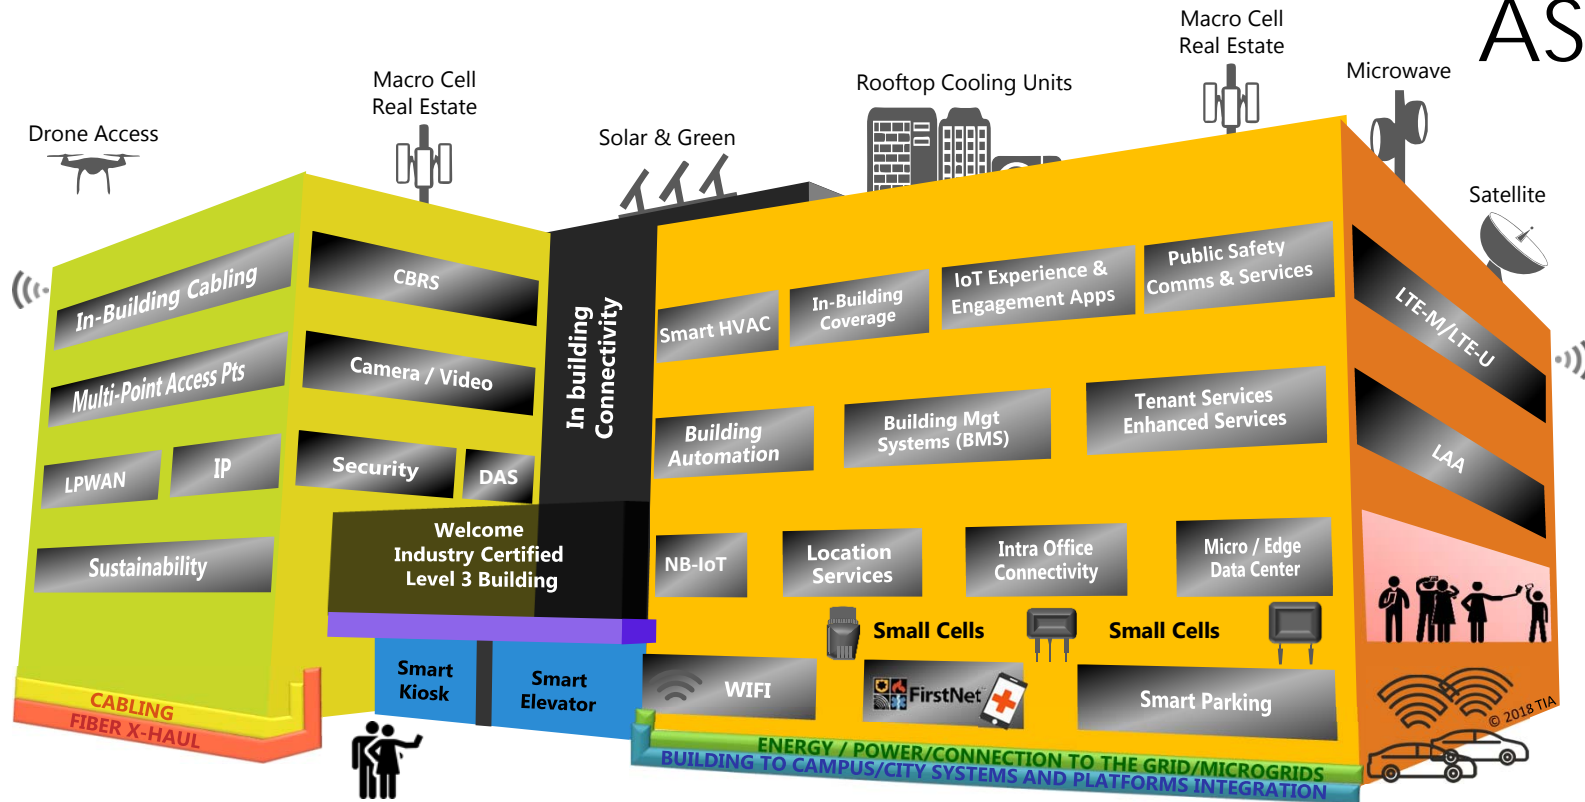 AS
Macro Cell
Real Estate
Microwave
Macro Cell
Real Estate
Rooftop Cooling Units
Drone Access
Solar & Green
Satellite
In-Building Cabling
Multi-Point Access Pts
LPWAN
IP
Sustainability
CABLING
FIBER X-HAUL
CBRS
Camera / Video
Security
DAS
In building
Connectivity
Welcome
Industry Certified
Level 3 Building
Smart
Kiosk
Smart
Elevator
Smart HVAC
In-Building
Coverage
IoT Experience &
Engagement Apps
Public Safety
Comms & Services
Building
Automation
Building Mgt
Systems (BMS)
Tenant Services
Enhanced Services
NB-IoT
Location
Services
Intra Office
Connectivity
Micro / Edge
Data Center
Small Cells
Small Cells
WIFI
FirstNet
Smart Parking
ENERGY / POWER/CONNECTION TO THE GRID/MICROGRIDS
BUILDING TO CAMPUS/CITY SYSTEMS AND PLATFORMS INTEGRATION
LTE-M/LTE-U
LAA
© 2018 TIA